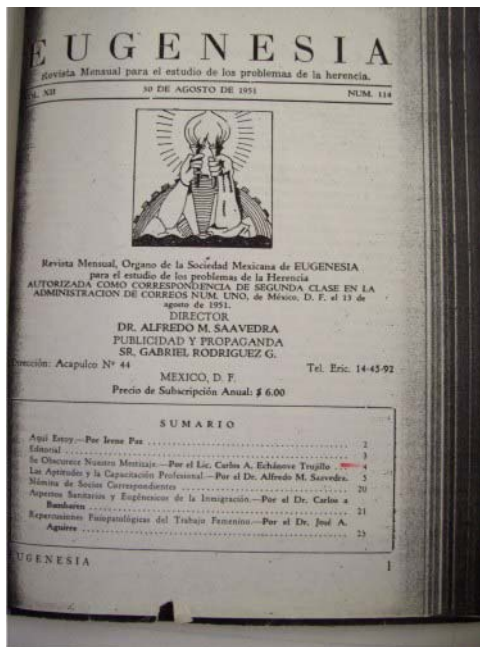 EUGENESIA
Revista Mensual para el estudio de los problemas de la herencia.
VOL. XII 30 DE AGOSTO DE 1951 NUM. 114
Revista Mensual, Organo de la Sociedad Mexicana de EUGENESIA
para el estudio de los problemas de la Herencia
AUTORIZADA COMO CORRESPONDENCIA DE SEGUNDA CLASE EN LA
ADMINISTRACION DE CORREOS NUM. UNO, de México, D. F. el 13 de
agosto de 1951.
DIRECTOR
DR. ALFREDO M. SAAVEDRA
PUBLICIDAD Y PROPAGANDA
SR, GABRIEL RODRIGUEZ G.
Dirección: Acapulco Nº 44 Tel. Eric. 14-45-92
MEXICO, D. F.
Precio de Subscripción Anual: $ 6.00
SUMARIO
Aquí Estoy.—Por Irene Paz 2
Editorial 3
Se Obscurece Nuestro Mestizaje.—Por el Lic. Carlos A. Echánove Trujillo 4
Las Aptitudes y la Capacitación Profesional.—Por el Dr. Alfredo M. Saavedra. 5
Nómina de Socios Correspondientes 20
Aspectos Sanitarios y Eugénesicos de la Inmigración.—Por el Dr. Carlos a
Bambaren 21
Repercusiones Fisiopatológicas del Trabajo Femenino.—Por el Dr. José A.
Aguirre 23
EUGENESIA 1